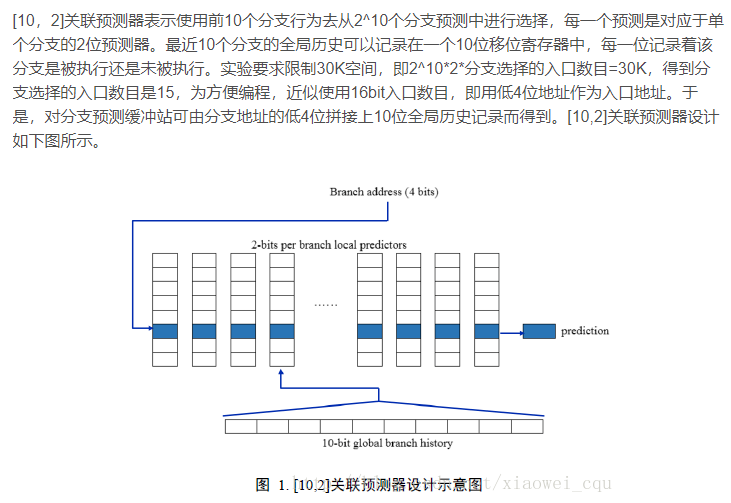 [10，2]关联预测器表示使用前10个分支行为去从2^10个分支预测中进行选择，每一个预测是对应于单
个分支的2位预测器。最近10个分支的全局历史可以记录在一个10位移位寄存器中，每一位记录着该
分支是被执行还是未被执行。实验要求限制30K空间，即2^10*2*分支选择的入口数目=30K，得到分
支选择的入口数目是15，为方便编程，近似使用16bit入口数目，即用低4位地址作为入口地址。于
是，对分支预测缓冲站可由分支地址的低4位拼接上10位全局历史记录而得到。[10,2]关联预测器设计
如下图所示。
Branch address (4 bits)
2-bits per branch local predictors
......
prediction
10-bit global branch history
图 1. [10,2]关联预测器设计示意图
/xiaowei_cqu